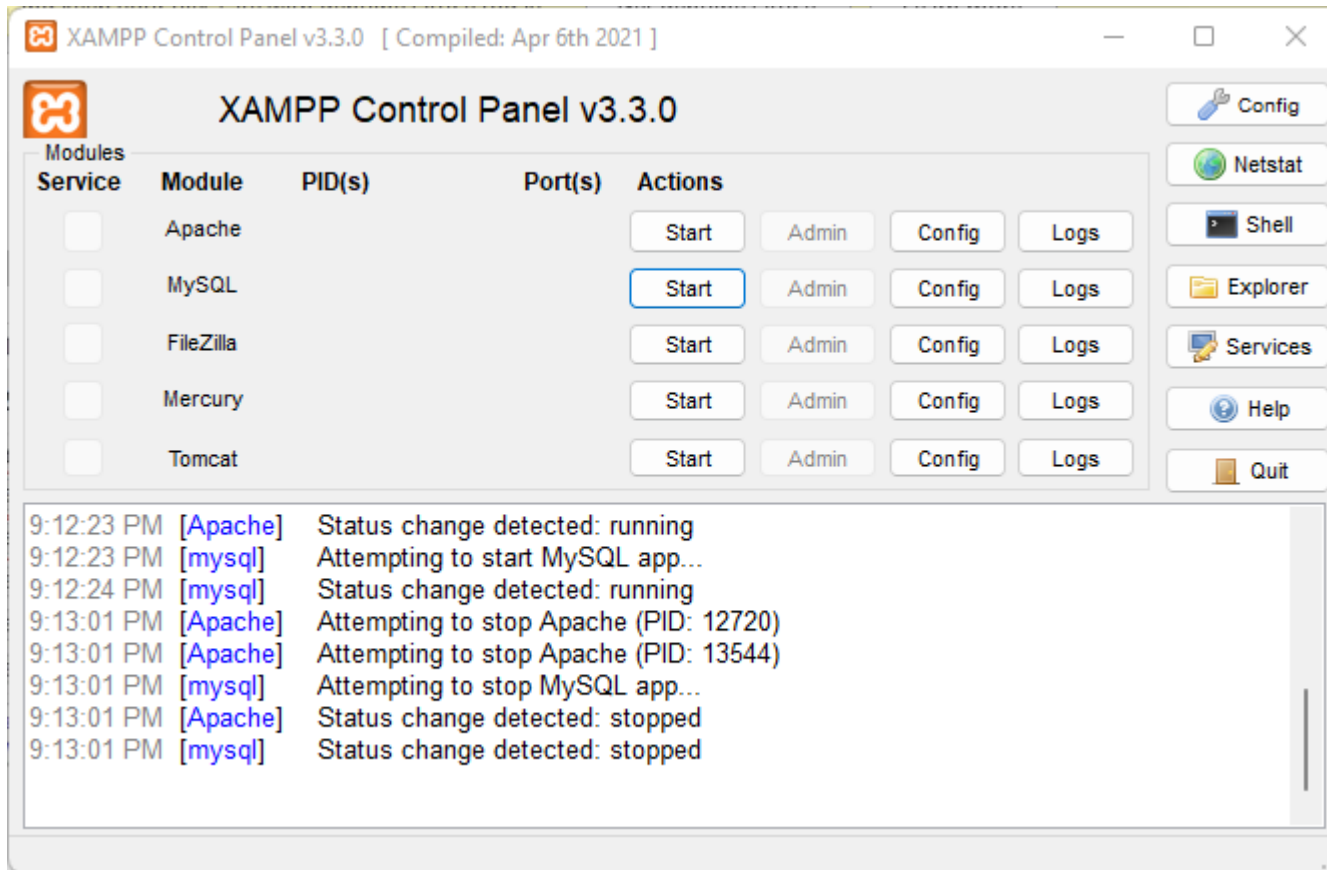 XAMPP Control Panel v3.3.0 [ Compiled: Apr 6th 2021 ]
XAMPP Control Panel v3.3.0
Config
Modules
Netstat
Service Module PID(s) Port(s) Actions
Apache Start Admin Config Logs
Shell
MySQL Start Admin Config Logs
Explorer
FileZilla Start Admin Config Logs
Services
Mercury Start Admin Config Logs
Help
Tomcat Start Admin Config Logs
Quit
9:12:23 PM [Apache] Status change detected: running
9:12:23 PM [mysql] Attempting to start MySQL app...
9:12:24 PM [mysql] Status change detected: running
9:13:01 PM [Apache] Attempting to stop Apache (PID: 12720)
9:13:01 PM [Apache] Attempting to stop Apache (PID: 13544)
9:13:01 PM [mysql] Attempting to stop MySQL app...
9:13:01 PM [Apache] Status change detected: stopped
9:13:01 PM [mysql] Status change detected: stopped